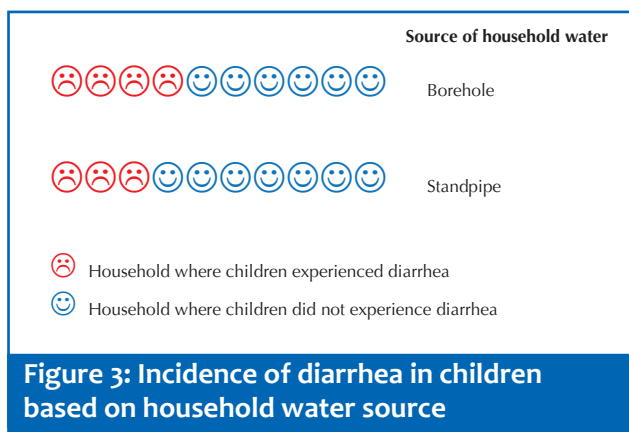 Source of household water
Borehole
Standpipe
Household where children experienced diarrhea
Household where children did not experience diarrhea
Figure 3: Incidence of diarrhea in children
based on household water source